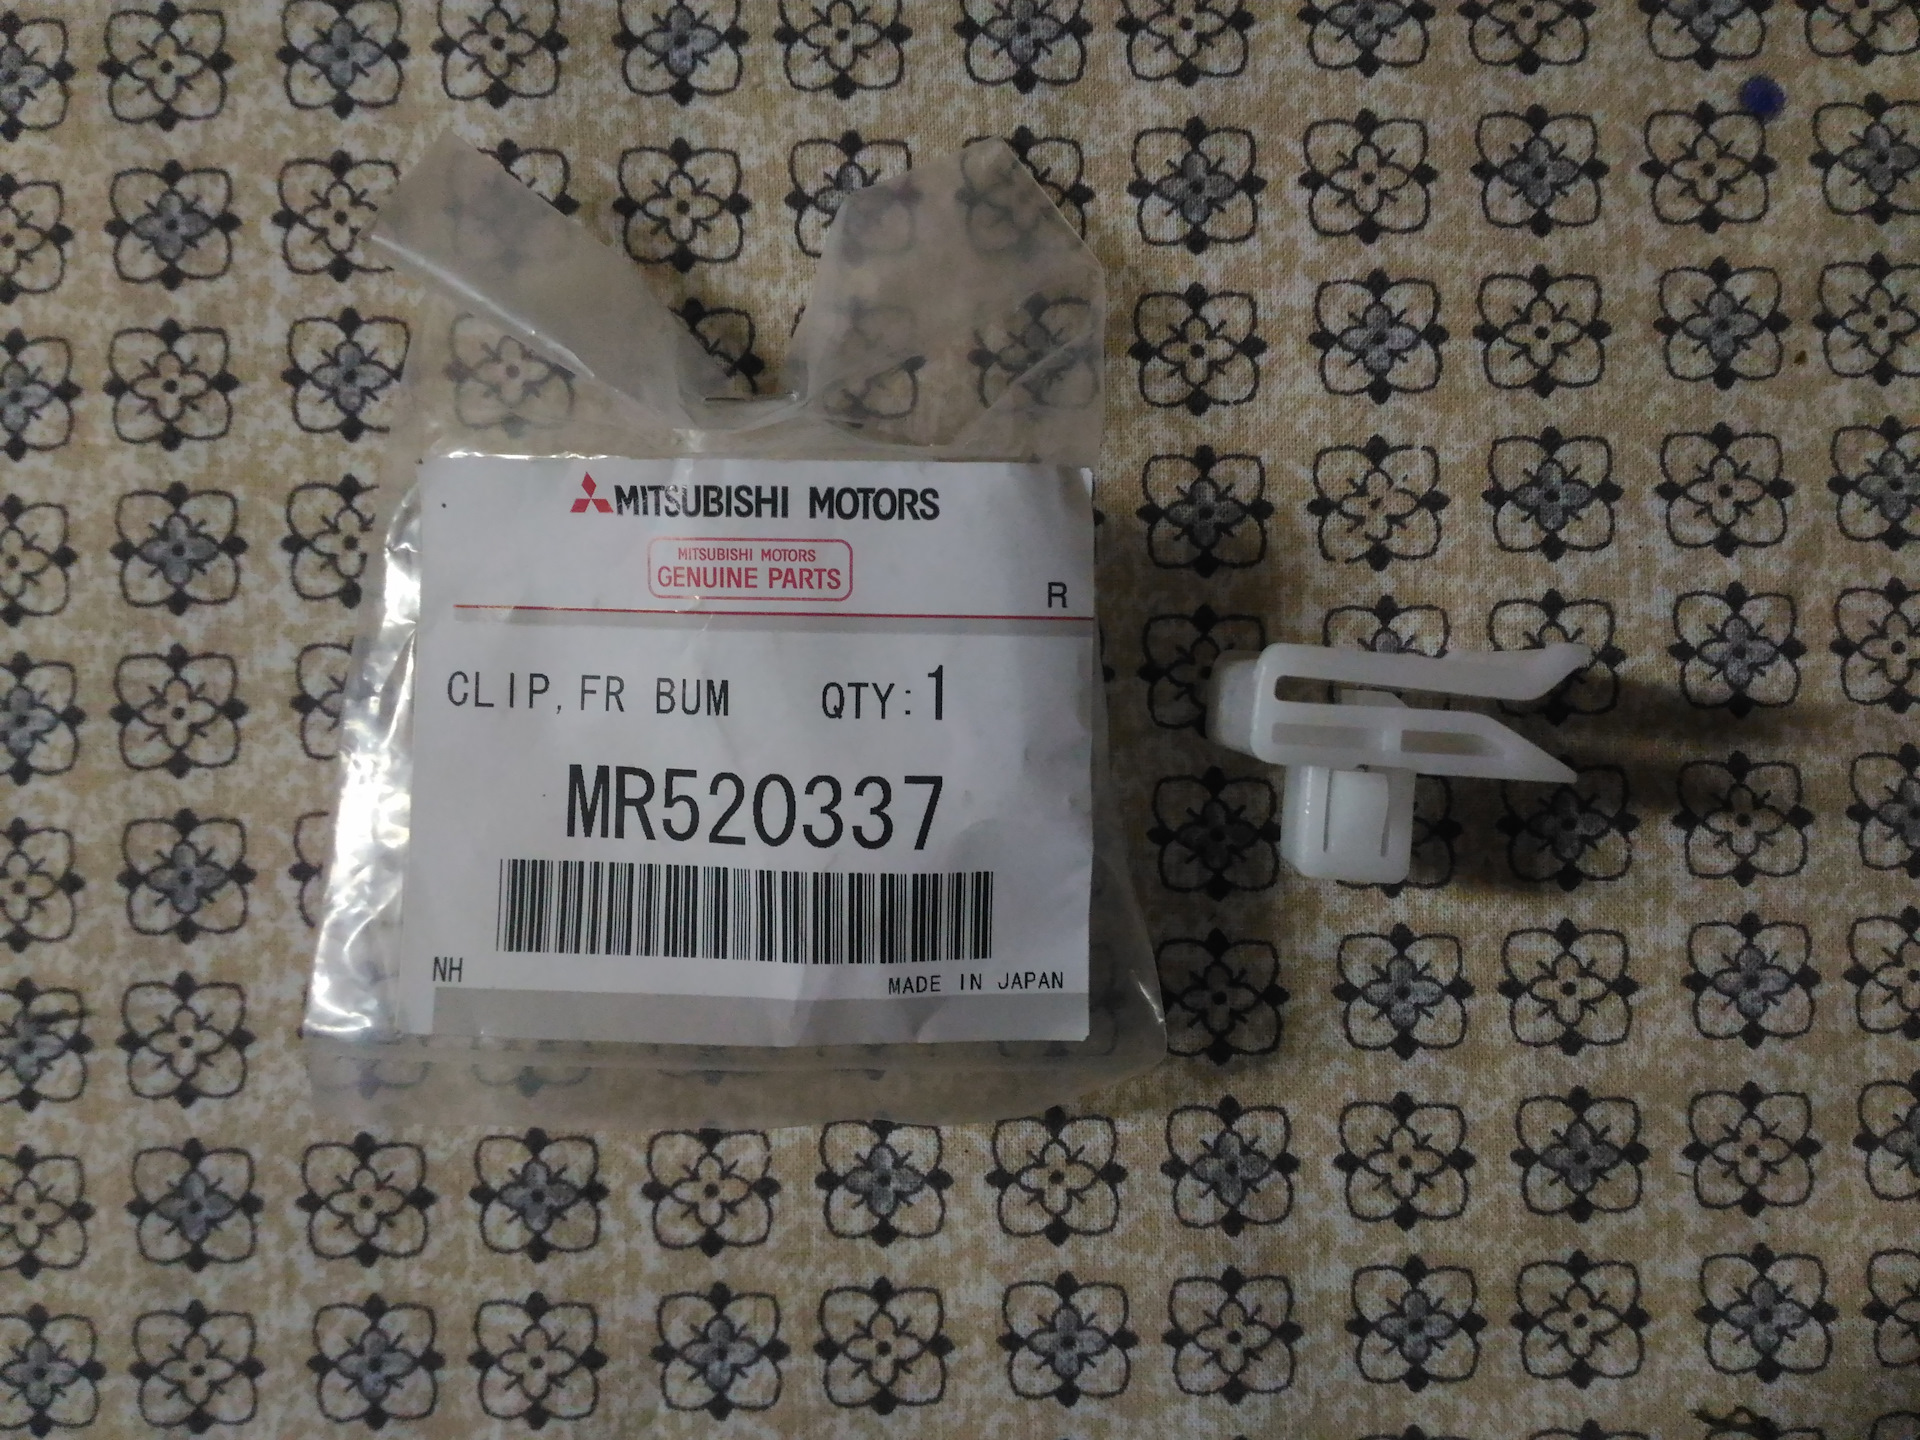 MITSUBISHI MOTORS
MITSUBISHI MOTORS
GENUINE PARTS
R
CLIP, FR BUM QTY:1
MR520337
NH
MADE IN JAPAN